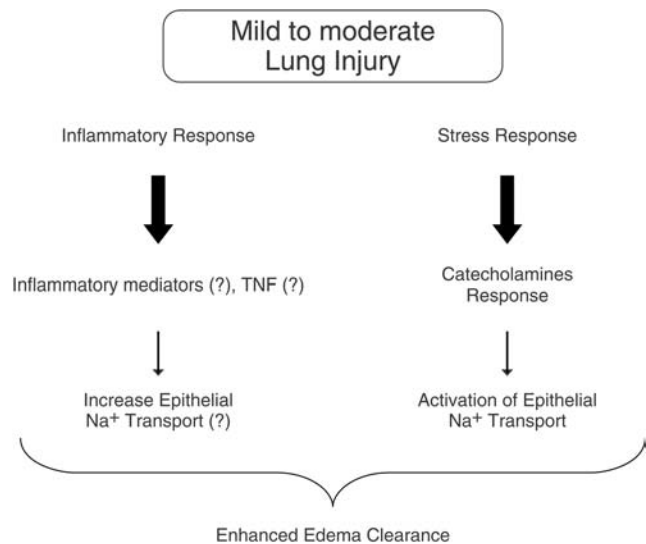 Mild to moderate
Lung Injury
Inflammatory Response
Stress Response
Inflammatory mediators (?), TNF (?)
Catecholamines
Response
Increase Epithelial
Na+ Transport (?)
Activation of Epithelial
Na+ Transport
Enhanced Edema Clearance